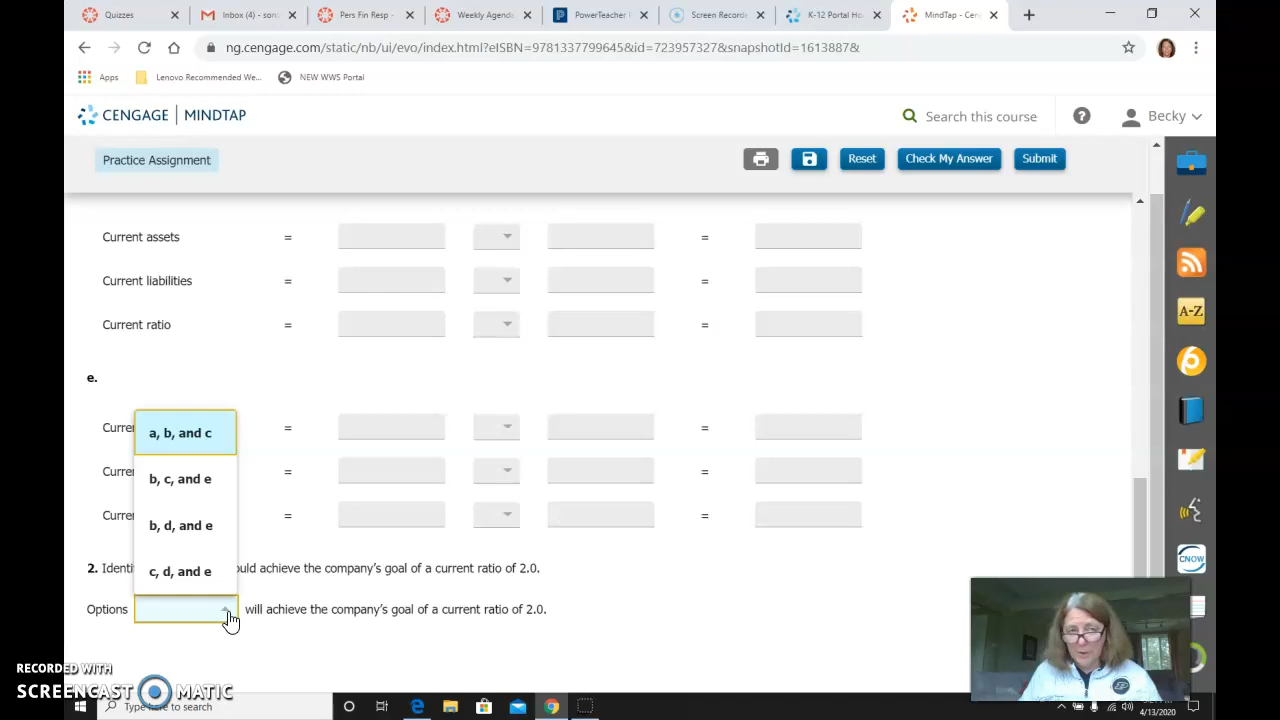 Quizzes
Inbox (4) - son
Pers Fin Resp -
Weekly Agenda
PowerTeacher
Screen Recorde
K-12 Portal Ho
MindTap - Cen
ng.cengage.com/static/nb/ui/evo/index.html?eISBN=9781337799645&id=723957327&snapshotId=1613887&
Apps
Lenovo Recommended We...
NEW WWS Portal
CENGAGE | MINDTAP
Search this course
Becky
Practice Assignment
Reset
Check My Answer
Submit
Current assets = =
Current liabilities = =
Current ratio = =
e.
Curre = =
Curre = =
Curre = =
a, b, and c
b, c, and e
b, d, and e
c, d, and e
2. Identi ould achieve the company's goal of a current ratio of 2.0.
Options will achieve the company's goal of a current ratio of 2.0.
A-Z
CNOW
RECORDED WITH
SCREENCAST MATIC
Type here to search
4/13/2020